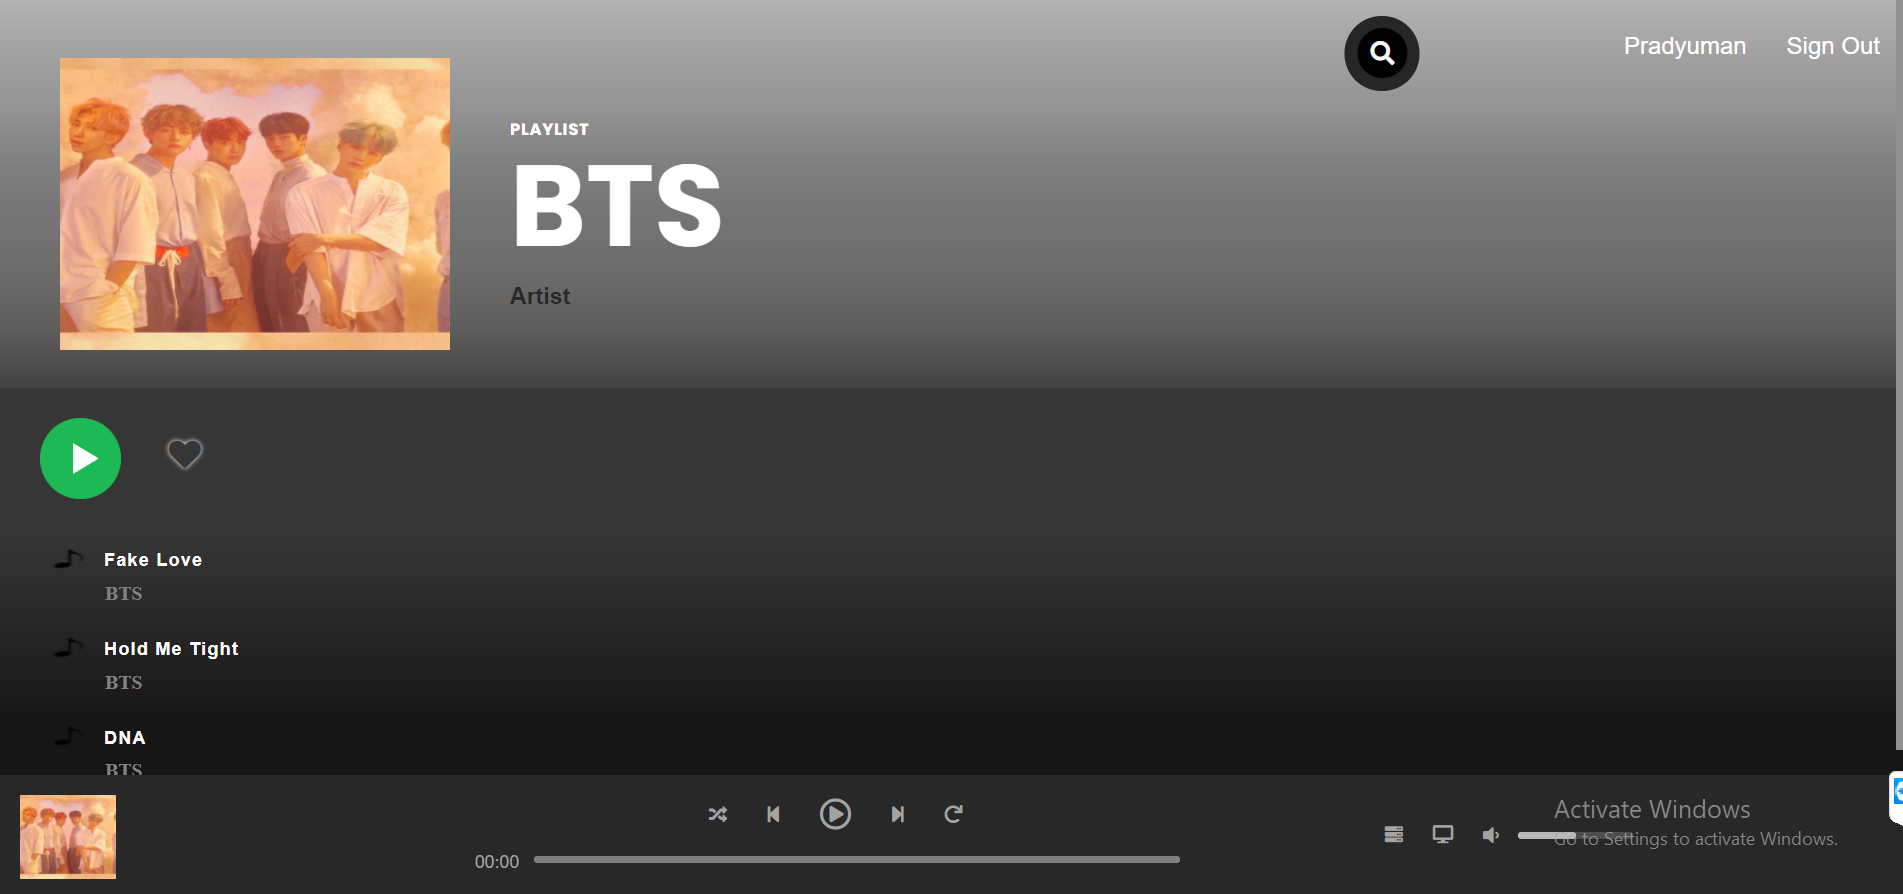 Pradyuman Sign Out
PLAYLIST
BTS
Artist
Fake Love
BTS
Hold Me Tight
BTS
DNA
BTS
00:00
Activate Windows
Go to Settings to activate Windows.